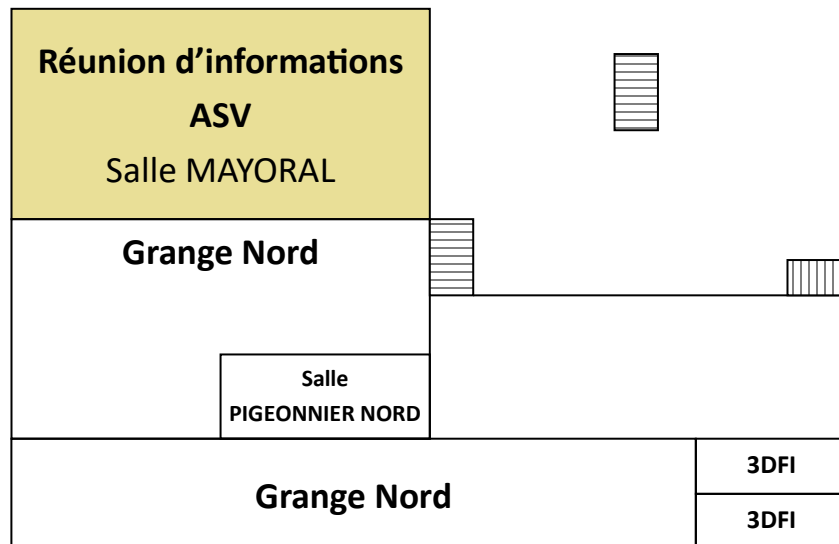 Réunion d’informations
ASV
Salle MAYORAL
Grange Nord
Salle
PIGEONNIER NORD
Grange Nord
3DFI
3DFI